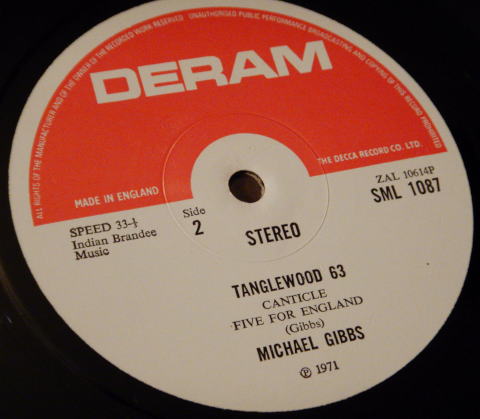 ALL RIGHTS OF THE MANUFACTURER AND OF THE OWNER OF THE RECORDED WORK RESERVED UNAUTHORISED PUBLIC PERFORMANCE BROADCASTING AND COPYING OF THIS RECORD PROHIBITED
DERAM
THE DECCA RECORD CO. LTD.
MADE IN ENGLAND
ZAL 10614P
SML 1087
SPEED 33⅓
Indian Brandee
Music
Side
2
STEREO
TANGLEWOOD 63
CANTICLE
FIVE FOR ENGLAND
(Gibbs)
MICHAEL GIBBS
℗ 1971